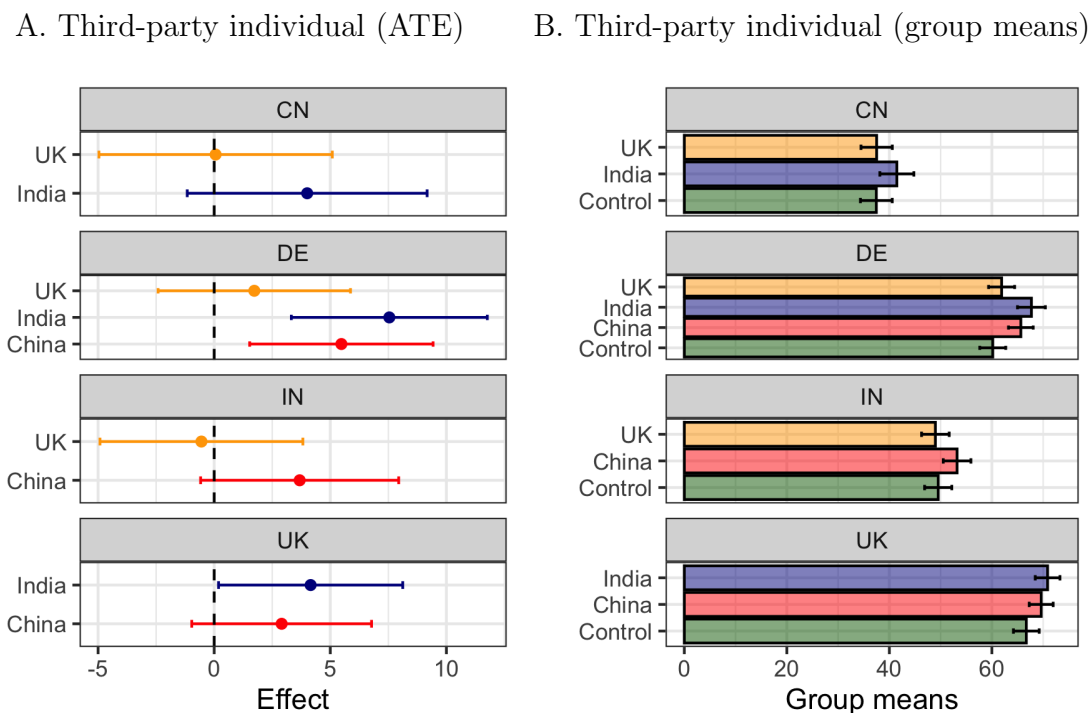 A. Third-party individual (ATE)
CN
UK
India
DE
UK
India
China
IN
UK
China
UK
India
China
-5 0 5 10
Effect
B. Third-party individual (group means)
CN
UK
India
Control
DE
UK
India
China
Control
IN
UK
China
Control
UK
India
China
Control
0 20 40 60
Group means